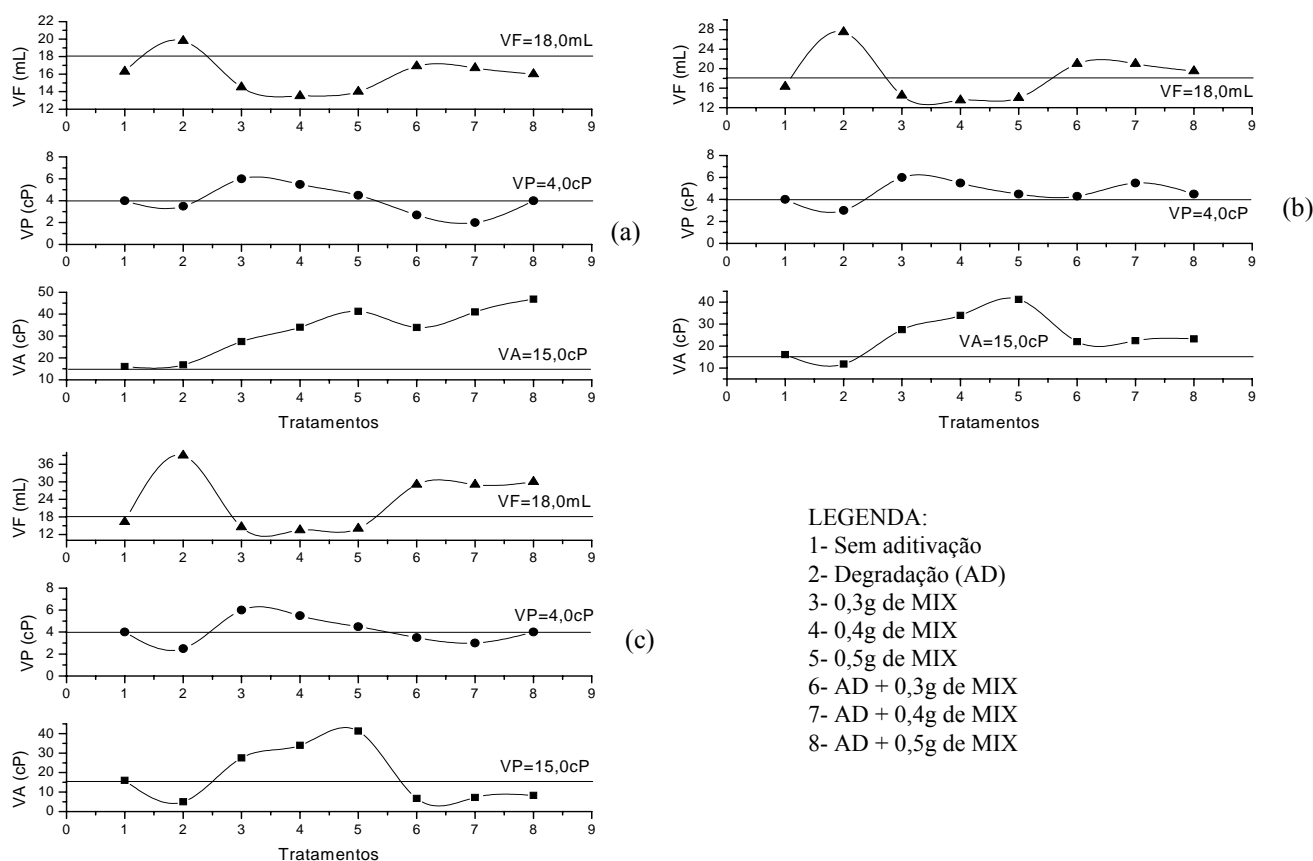 22
20
18
16
14
12
VF (mL)
VF=18,0mL
0 1 2 3 4 5 6 7 8 9
8
6
4
2
0
VP (cP)
VP=4,0cP
0 1 2 3 4 5 6 7 8 9
(a)
50
40
30
20
10
VA (cP)
VA=15,0cP
0 1 2 3 4 5 6 7 8 9
Tratamentos
28
24
20
16
12
VF (mL)
VF=18,0mL
0 1 2 3 4 5 6 7 8 9
8
6
4
2
0
VP (cP)
VP=4,0cP
0 1 2 3 4 5 6 7 8 9
(b)
40
30
20
10
VA (cP)
VA=15,0cP
0 1 2 3 4 5 6 7 8 9
Tratamentos
36
30
24
18
12
VF (mL)
VF=18,0mL
0 1 2 3 4 5 6 7 8 9
8
6
4
2
0
VP (cP)
VP=4,0cP
0 1 2 3 4 5 6 7 8 9
(c)
40
30
20
10
0
VA (cP)
VP=15,0cP
0 1 2 3 4 5 6 7 8 9
Tratamentos
LEGENDA:
1- Sem aditivação
2- Degradação (AD)
3- 0,3g de MIX
4- 0,4g de MIX
5- 0,5g de MIX
6- AD + 0,3g de MIX
7- AD + 0,4g de MIX
8- AD + 0,5g de MIX